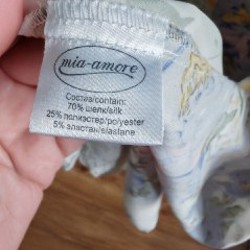 mia-amore
Состав/contain:
70% шелк/silk
25% полиэстер/polyester
5% эластан/elastane